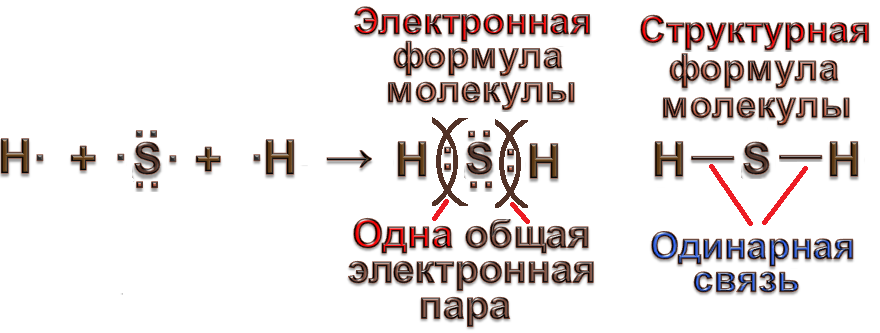 Электронная
формула
молекулы
Структурная
формула
молекулы
H· + ·S· + ·H → H:S:H
H—S—H
Одна общая
электронная
пара
Одинарная
связь